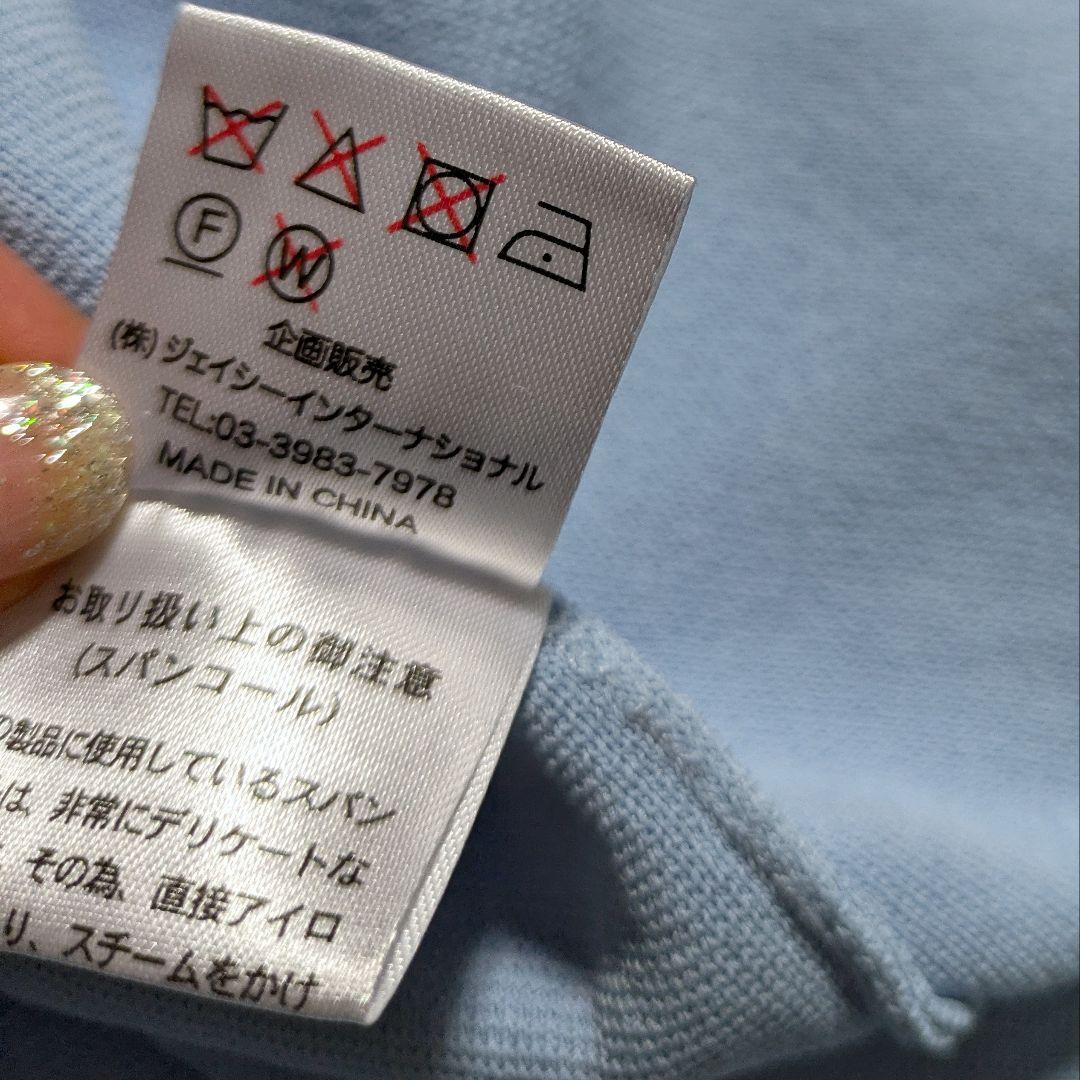 F
W
企画販売
(株)ジェイシーインターナショナル
TEL:03-3983-7978
MADE IN CHINA
お取り扱い上の御注意
(スパンコール)
の製品に使用しているスパン
は 非常にデリケートな
その為、直接アイロ
り、スチームをかけ